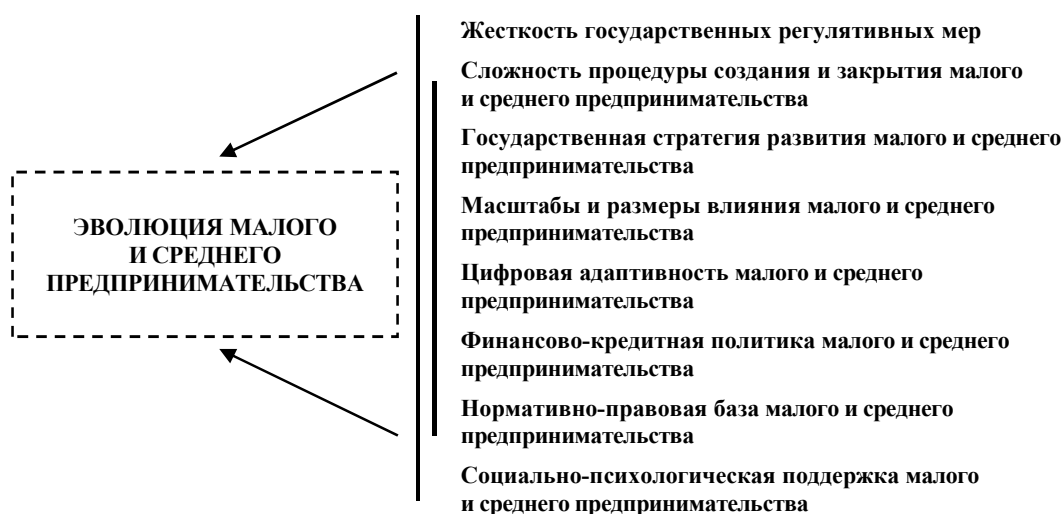 Жесткость государственных регулятивных мер
Сложность процедуры создания и закрытия малого
и среднего предпринимательства
Государственная стратегия развития малого и среднего
предпринимательства
Масштабы и размеры влияния малого и среднего
предпринимательства
Цифровая адаптивность малого и среднего
предпринимательства
Финансово-кредитная политика малого и среднего
предпринимательства
Нормативно-правовая база малого и среднего
предпринимательства
Социально-психологическая поддержка малого
и среднего предпринимательства
ЭВОЛЮЦИЯ МАЛОГО
И СРЕДНЕГО
ПРЕДПРИНИМАТЕЛЬСТВА